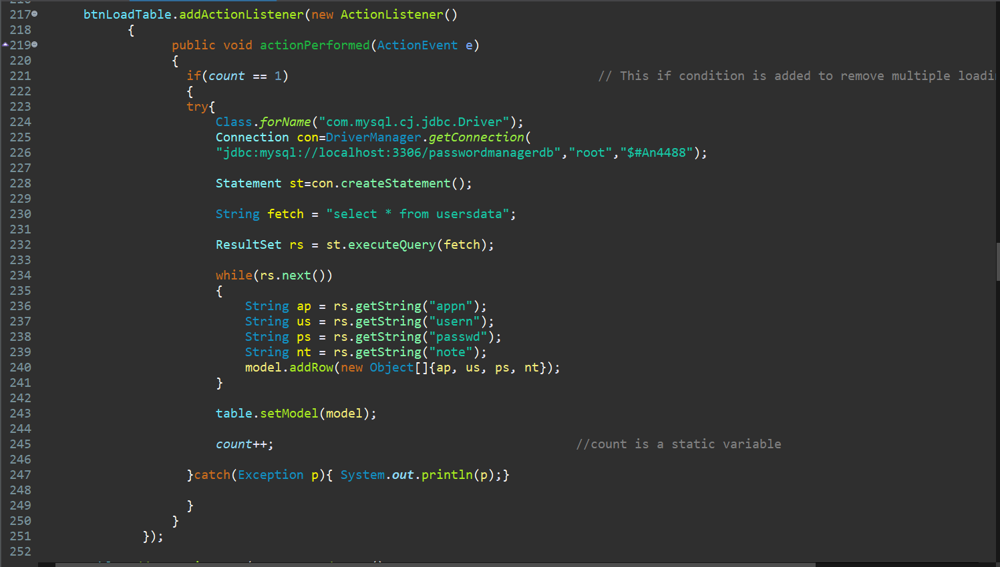 217 btnLoadTable.addActionListener(new ActionListener()
218 {
219 public void actionPerformed(ActionEvent e)
220 {
221 if(count == 1) // This if condition is added to remove multiple loadi
222 {
223 try{
224 Class.forName("com.mysql.cj.jdbc.Driver");
225 Connection con=DriverManager.getConnection(
226 "jdbc:mysql://localhost:3306/passwordmanagerdb","root","$#An4488");
227
228 Statement st=con.createStatement();
229
230 String fetch = "select * from usersdata";
231
232 ResultSet rs = st.executeQuery(fetch);
233
234 while(rs.next())
235 {
236 String ap = rs.getString("appn");
237 String us = rs.getString("usern");
238 String ps = rs.getString("passwd");
239 String nt = rs.getString("note");
240 model.addRow(new Object[]{ap, us, ps, nt});
241 }
242
243 table.setModel(model);
244
245 count++; //count is a static variable
246
247 }catch(Exception p){ System.out.println(p);}
248
249 }
250 }
251 });
252